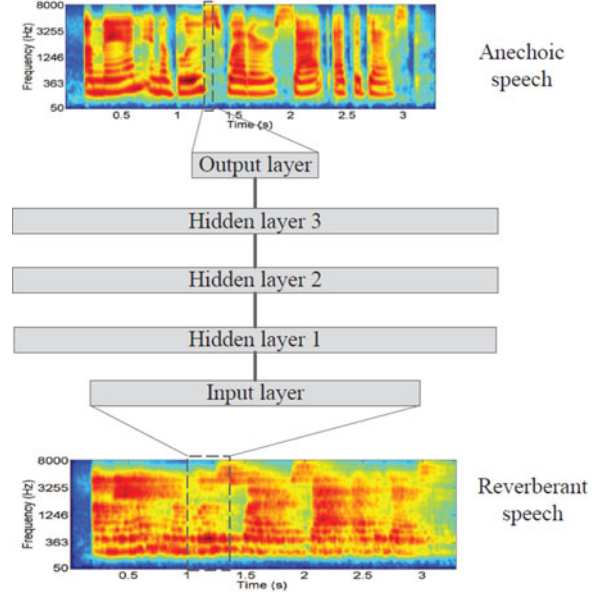 8000
3255
1246
363
50
Frequency (Hz)
0.5 1 1.5 2 2.5 3
Time (s)
Anechoic
speech
Output layer
Hidden layer 3
Hidden layer 2
Hidden layer 1
Input layer
8000
3255
1246
363
50
Frequency (Hz)
0.5 1 1.5 2 2.5 3
Time (s)
Reverberant
speech